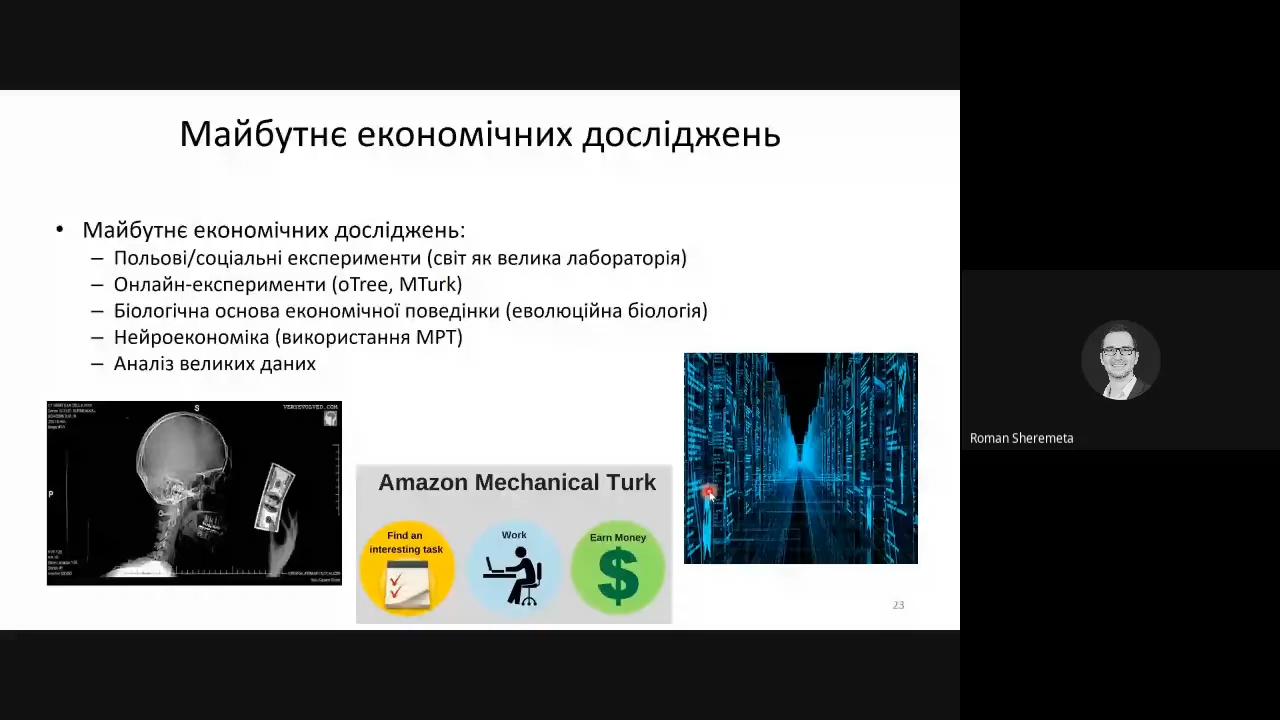 Майбутнє економічних досліджень
• Майбутнє економічних досліджень:
– Польові/соціальні експерименти (світ як велика лабораторія)
– Онлайн-експерименти (oTree, MTurk)
– Біологічна основа економічної поведінки (еволюційна біологія)
– Нейроекономіка (використання МРТ)
– Аналіз великих даних
S
VERYEVOLVED.COM
P
Amazon Mechanical Turk
Find an
interesting task
Work
Earn Money
$
23
Roman Sheremeta